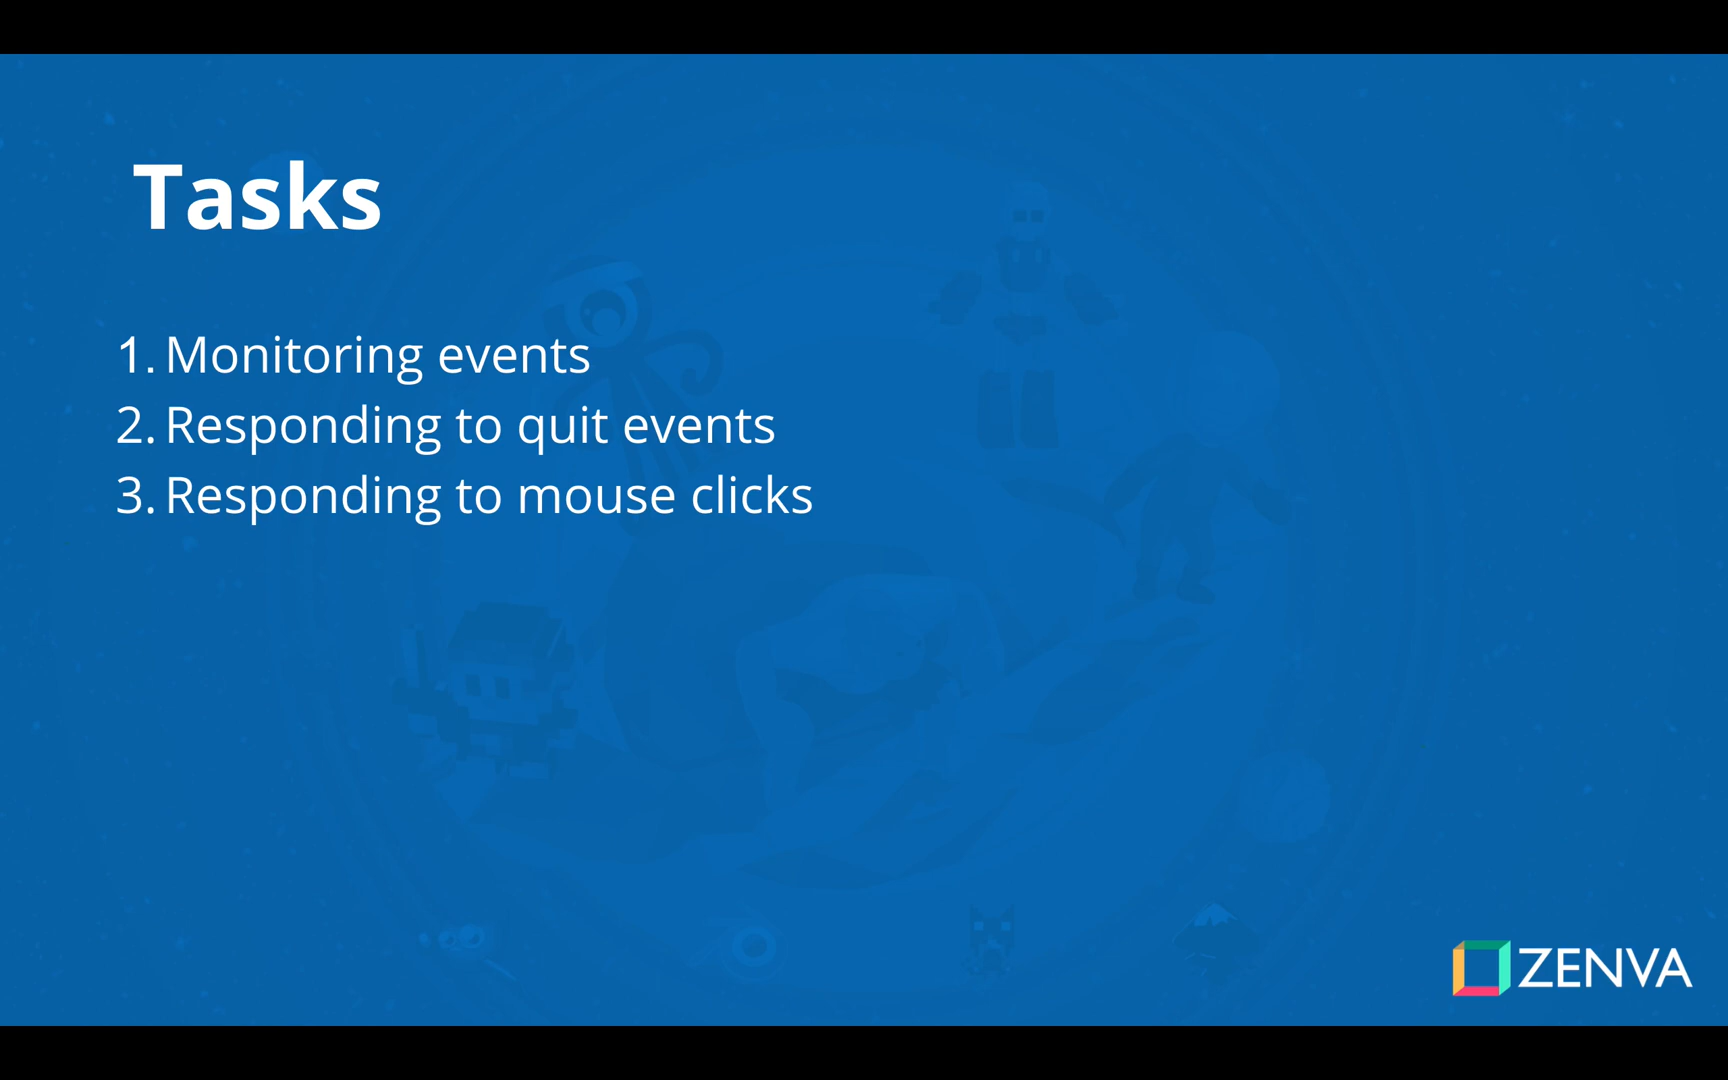 Tasks
1. Monitoring events
2. Responding to quit events
3. Responding to mouse clicks
ZENVA